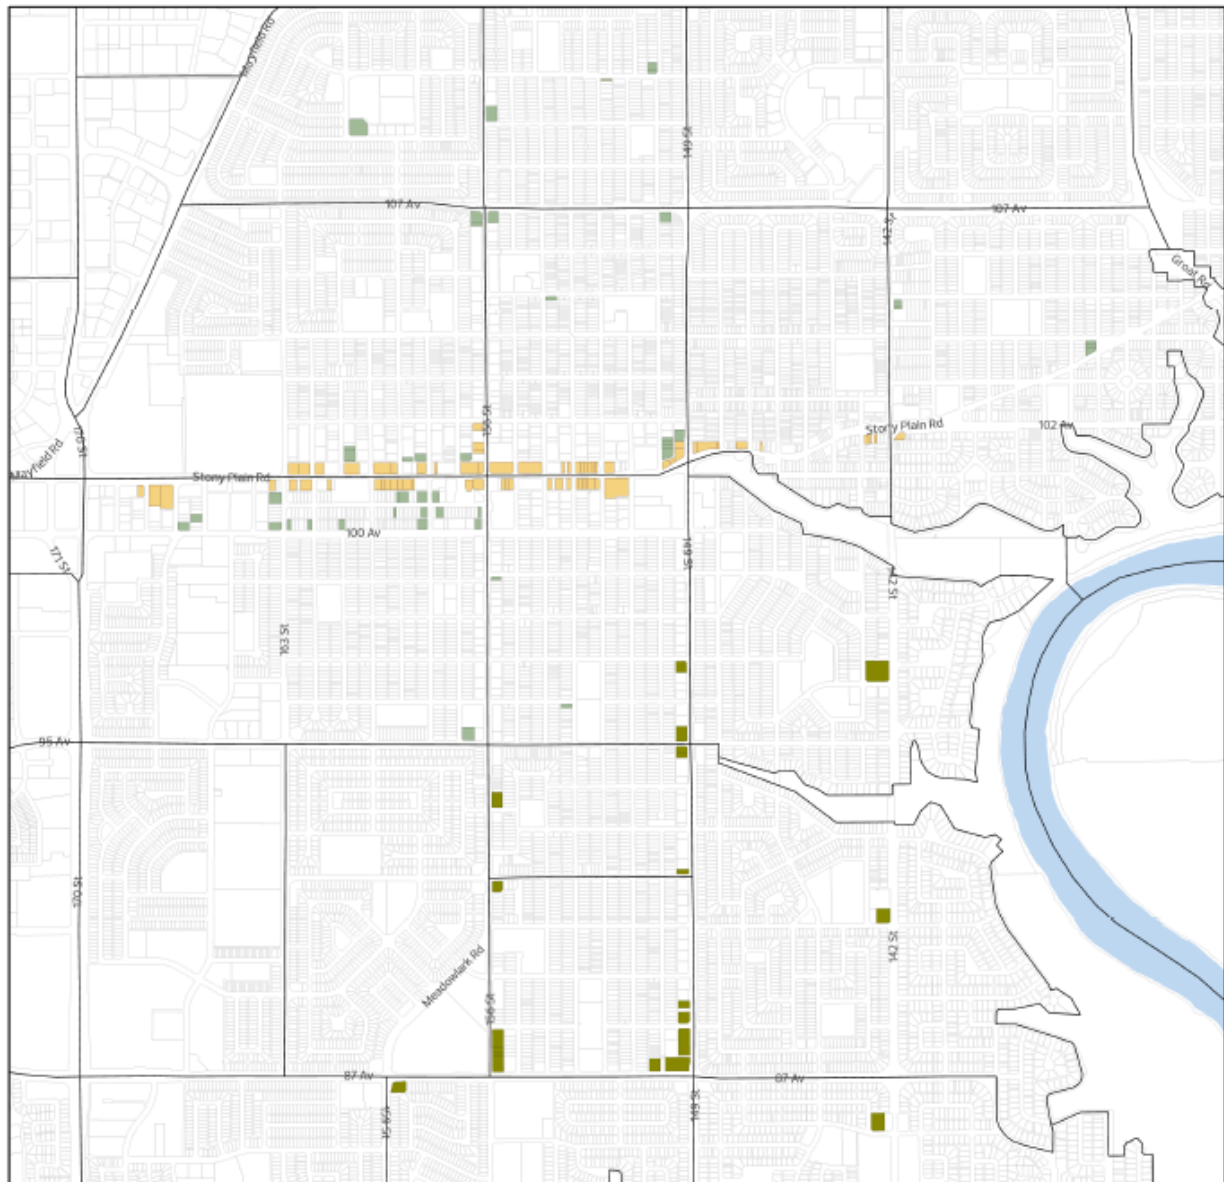 Mayfield Rd
149 St
107 Av
107 Av
142 St
Groat Rd
156 St
Stony Plain Rd
102 Av
170 St
Mayfield Rd
Stony Plain Rd
100 Av
171 St
149 St
142 St
163 St
95 Av
170 St
142 St
Meadowlark Rd
156 St
87 Av
87 Av
149 St